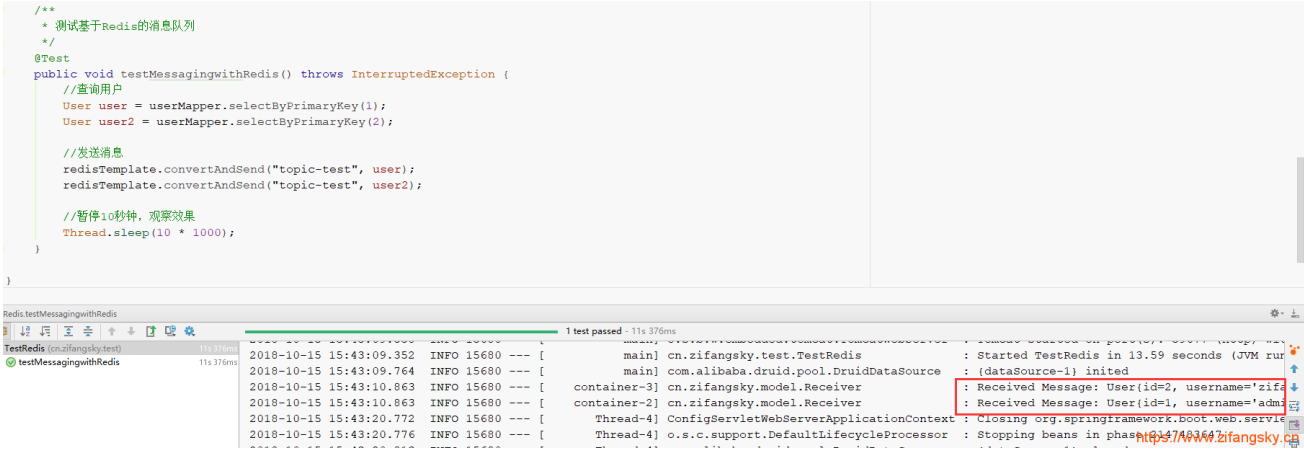 /**
 * 测试基于Redis的消息队列
 */
@Test
public void testMessagingwithRedis() throws InterruptedException {
//查询用户
User user = userMapper.selectByPrimaryKey(1);
User user2 = userMapper.selectByPrimaryKey(2);
//发送消息
redisTemplate.convertAndSend("topic-test", user);
redisTemplate.convertAndSend("topic-test", user2);
//暂停10秒钟，观察效果
Thread.sleep(10 * 1000);
}
}
Redis.testMessagingwithRedis
1 test passed - 11s 376ms
TestRedis (cn.zifangsky.test) 11s 376ms
testMessagingwithRedis 11s 376ms
2018-10-15 15:43:09.352 INFO 15680 --- [ main] cn.zifangsky.test.TestRedis : Started TestRedis in 13.59 seconds (JVM run
2018-10-15 15:43:09.764 INFO 15680 --- [ main] com.alibaba.druid.pool.DruidDataSource : {dataSource-1} inited
2018-10-15 15:43:10.863 INFO 15680 --- [ container-3] cn.zifangsky.model.Receiver : Received Message: User{id=2, username='zifa
2018-10-15 15:43:10.863 INFO 15680 --- [ container-2] cn.zifangsky.model.Receiver : Received Message: User{id=1, username='admi
2018-10-15 15:43:20.772 INFO 15680 --- [ Thread-4] ConfigServletWebServerApplicationContext : Closing org.springframework.boot.web.servle
2018-10-15 15:43:20.776 INFO 15680 --- [ Thread-4] o.s.c.support.DefaultLifecycleProcessor : Stopping beans in phase 2147483647
https://www.zifangsky.cn